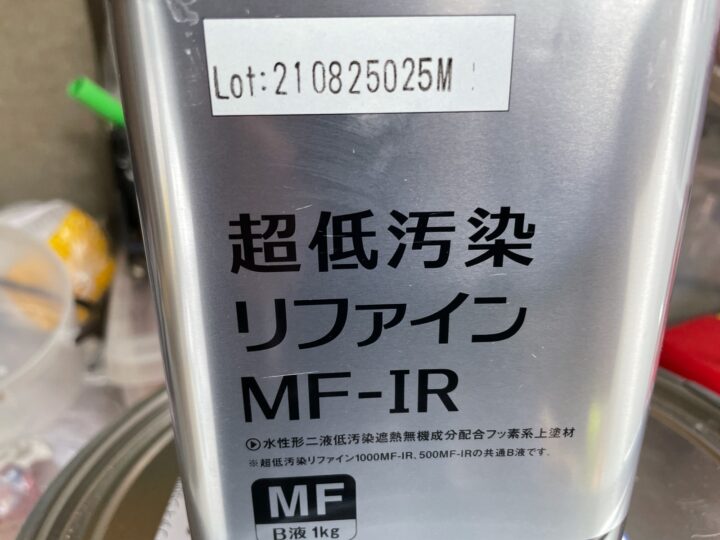 Lot:210825025M
超低汚染
リファイン
MF-IR
水性形二液低汚染遮熱無機成分配合フッ素系上塗材
※超低汚染リファイン1000MF-IR、500MF-IRの共通B液です.
MF
B液 1kg